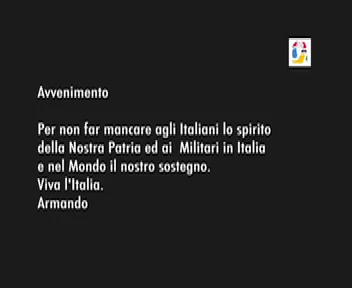 Avvenimento
Per non far mancare agli Italiani lo spirito
della Nostra Patria ed ai Militari in Italia
e nel Mondo il nostro sostegno.
Viva l'Italia.
Armando